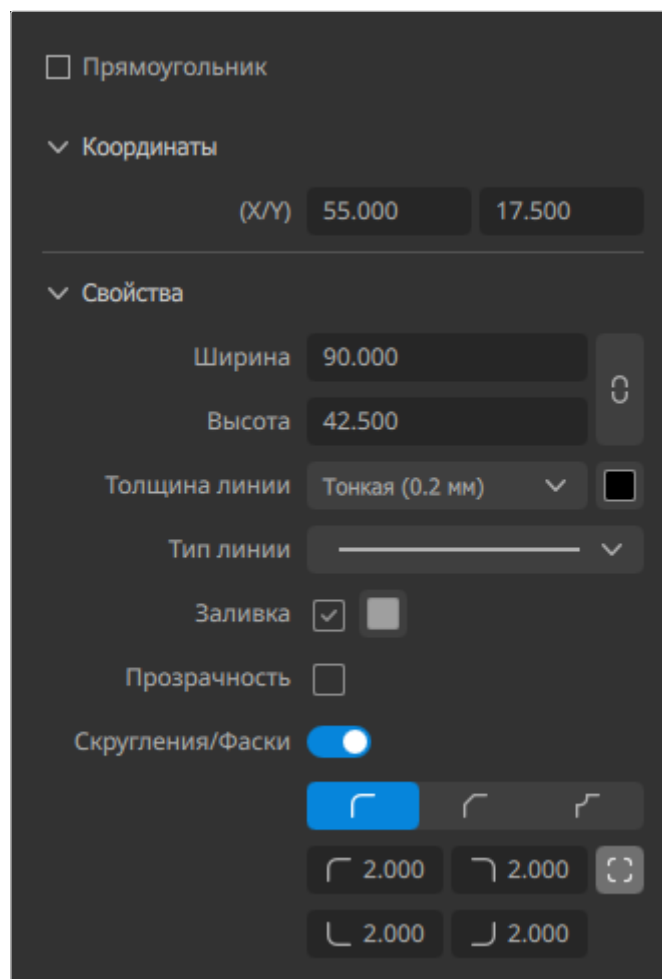 Прямоугольник
Координаты
(X/Y) 55.000 17.500
Свойства
Ширина 90.000
Высота 42.500
Толщина линии Тонкая (0.2 мм)
Тип линии
Заливка
Прозрачность
Скругления/Фаски
2.000 2.000
2.000 2.000